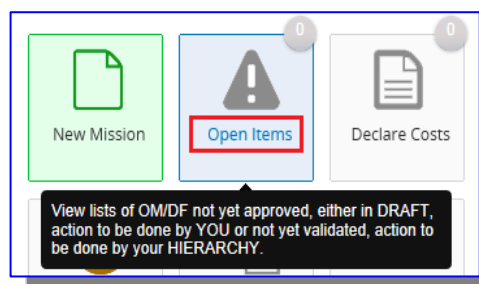 0
0
New Mission
Open Items
Declare Costs
View lists of OM/DF not yet approved, either in DRAFT,
action to be done by YOU or not yet validated, action to
be done by your HIERARCHY.